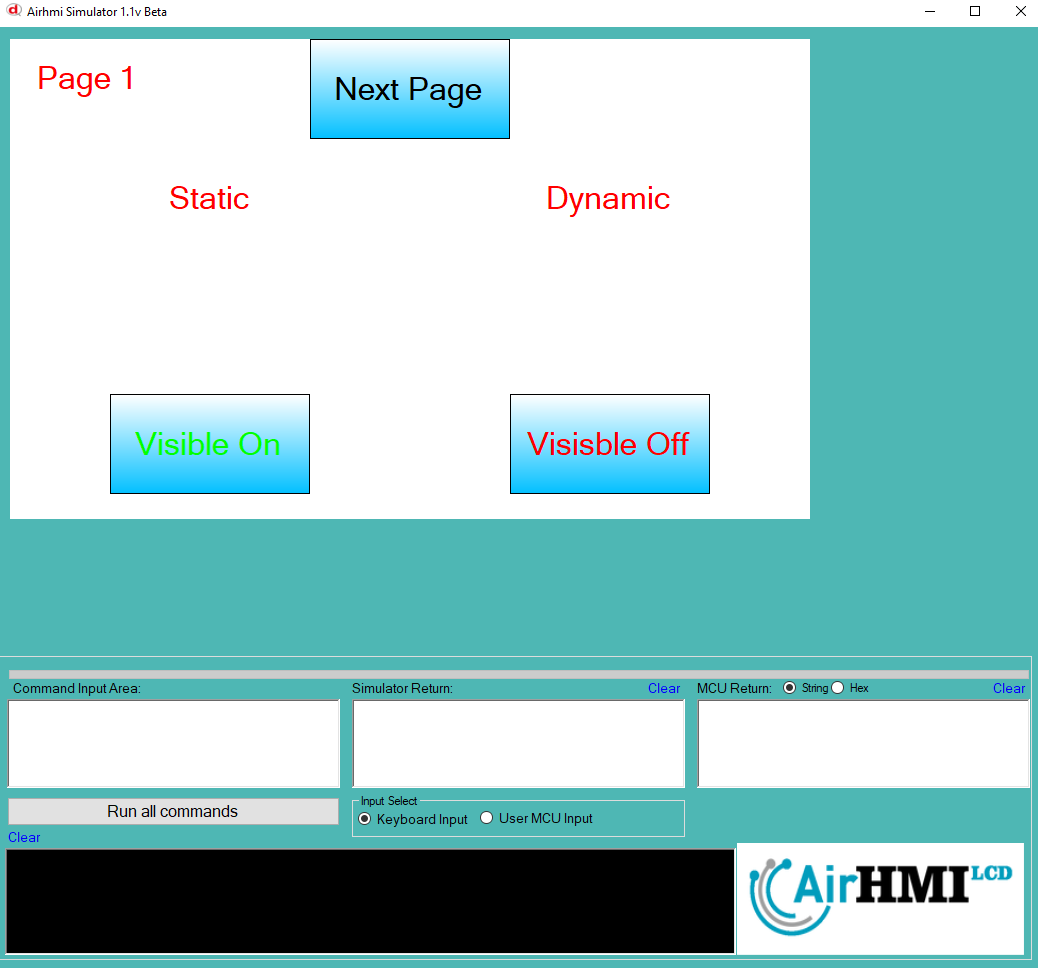 Airhmi Simulator 1.1v Beta
Page 1
Next Page
Static
Dynamic
Visible On
Visisble Off
Command Input Area:
Simulator Return:
Clear
MCU Return:
String
Hex
Clear
Run all commands
Input Select
Keyboard Input
User MCU Input
Clear
AirHMI LCD